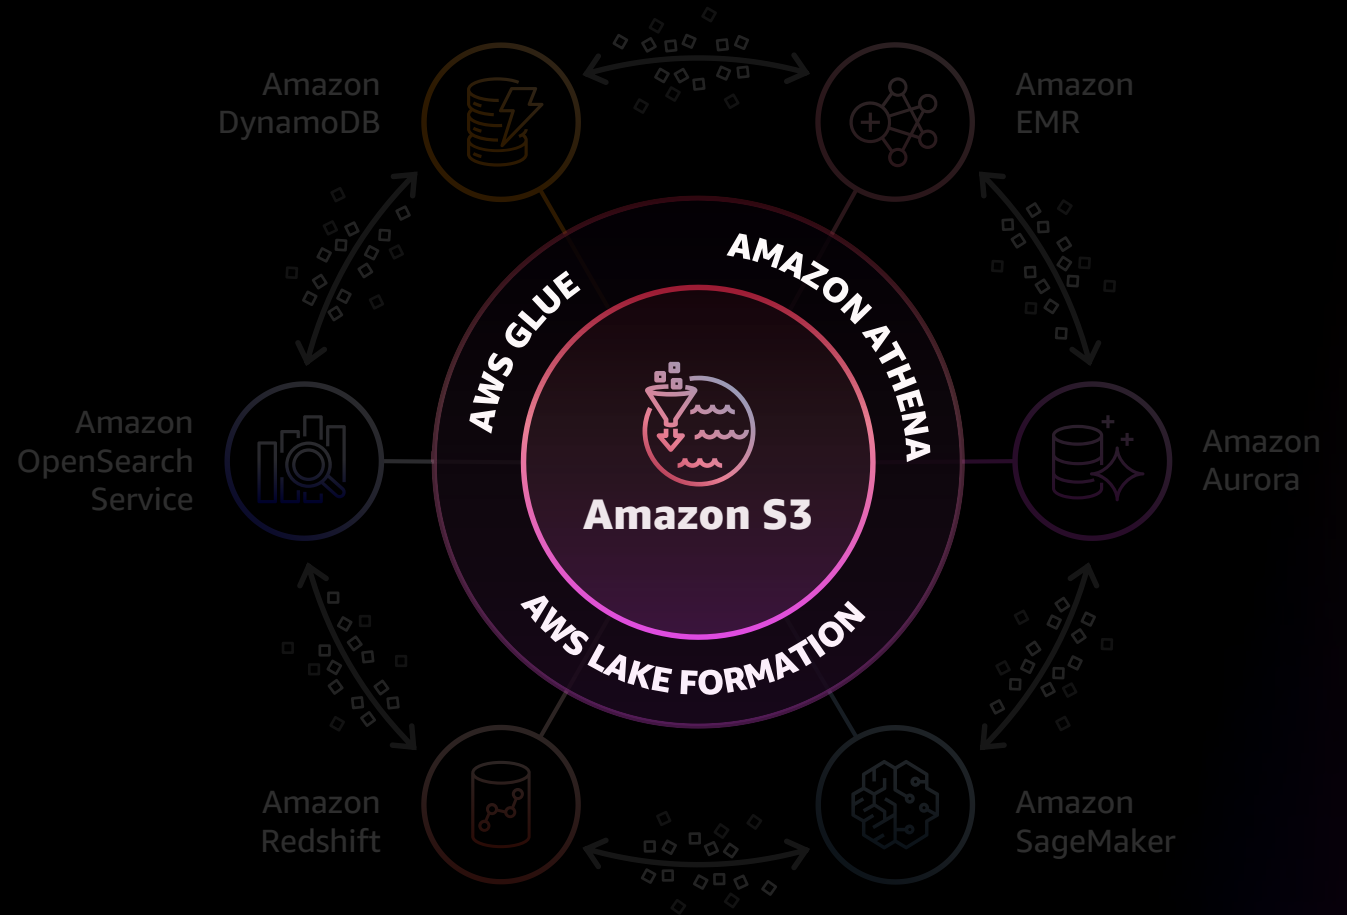 Amazon
DynamoDB
Amazon
EMR
AWS GLUE
AMAZON ATHENA
Amazon
OpenSearch
Service
Amazon S3
Amazon
Aurora
AWS LAKE FORMATION
Amazon
Redshift
Amazon
SageMaker